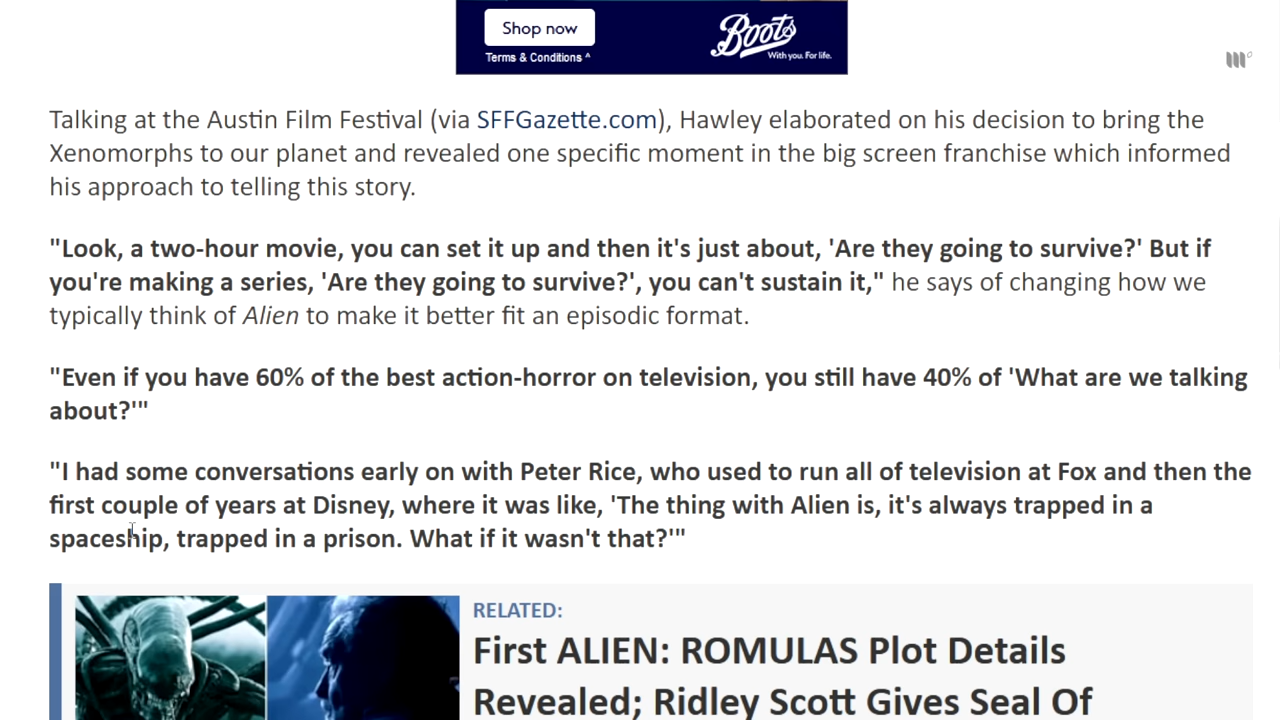 Shop now
Terms & Conditions ^
Boots
With you. For life.
Talking at the Austin Film Festival (via SFFGazette.com), Hawley elaborated on his decision to bring the
Xenomorphs to our planet and revealed one specific moment in the big screen franchise which informed
his approach to telling this story.
"Look, a two-hour movie, you can set it up and then it's just about, 'Are they going to survive?' But if
you're making a series, 'Are they going to survive?', you can't sustain it," he says of changing how we
typically think of Alien to make it better fit an episodic format.
"Even if you have 60% of the best action-horror on television, you still have 40% of 'What are we talking
about?'"
"I had some conversations early on with Peter Rice, who used to run all of television at Fox and then the
first couple of years at Disney, where it was like, 'The thing with Alien is, it's always trapped in a
spaceship, trapped in a prison. What if it wasn't that?'"
RELATED:
First ALIEN: ROMULAS Plot Details
Revealed; Ridley Scott Gives Seal Of